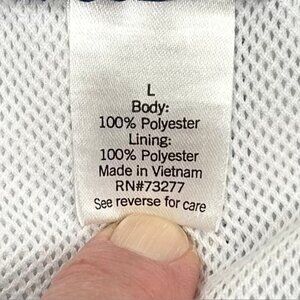 L
Body:
100% Polyester
Lining:
100% Polyester
Made in Vietnam
RN#73277
See reverse for care